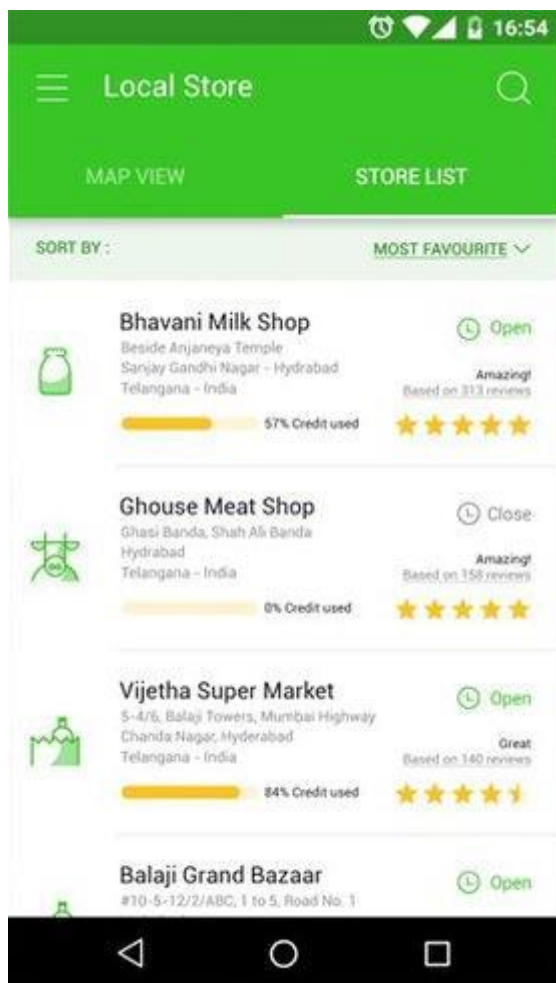 16:54
Local Store
MAP VIEW
STORE LIST
SORT BY :
MOST FAVOURITE
Bhavani Milk Shop
Open
Beside Anjaneya Temple
Sanjay Gandhi Nagar - Hydrabad
Telangana - India
Amazing!
Based on 313 reviews
57% Credit used
Ghouse Meat Shop
Close
Ghasi Banda, Shah Ali Banda
Hydrabad
Telangana - India
Amazing!
Based on 158 reviews
0% Credit used
Vijetha Super Market
Open
5-4/6, Balaji Towers, Mumbai Highway
Chanda Nagar, Hyderabad
Telangana - India
Great
Based on 140 reviews
84% Credit used
Balaji Grand Bazaar
Open
#10-5-12/2/ABC, 1 to 5, Road No. 1